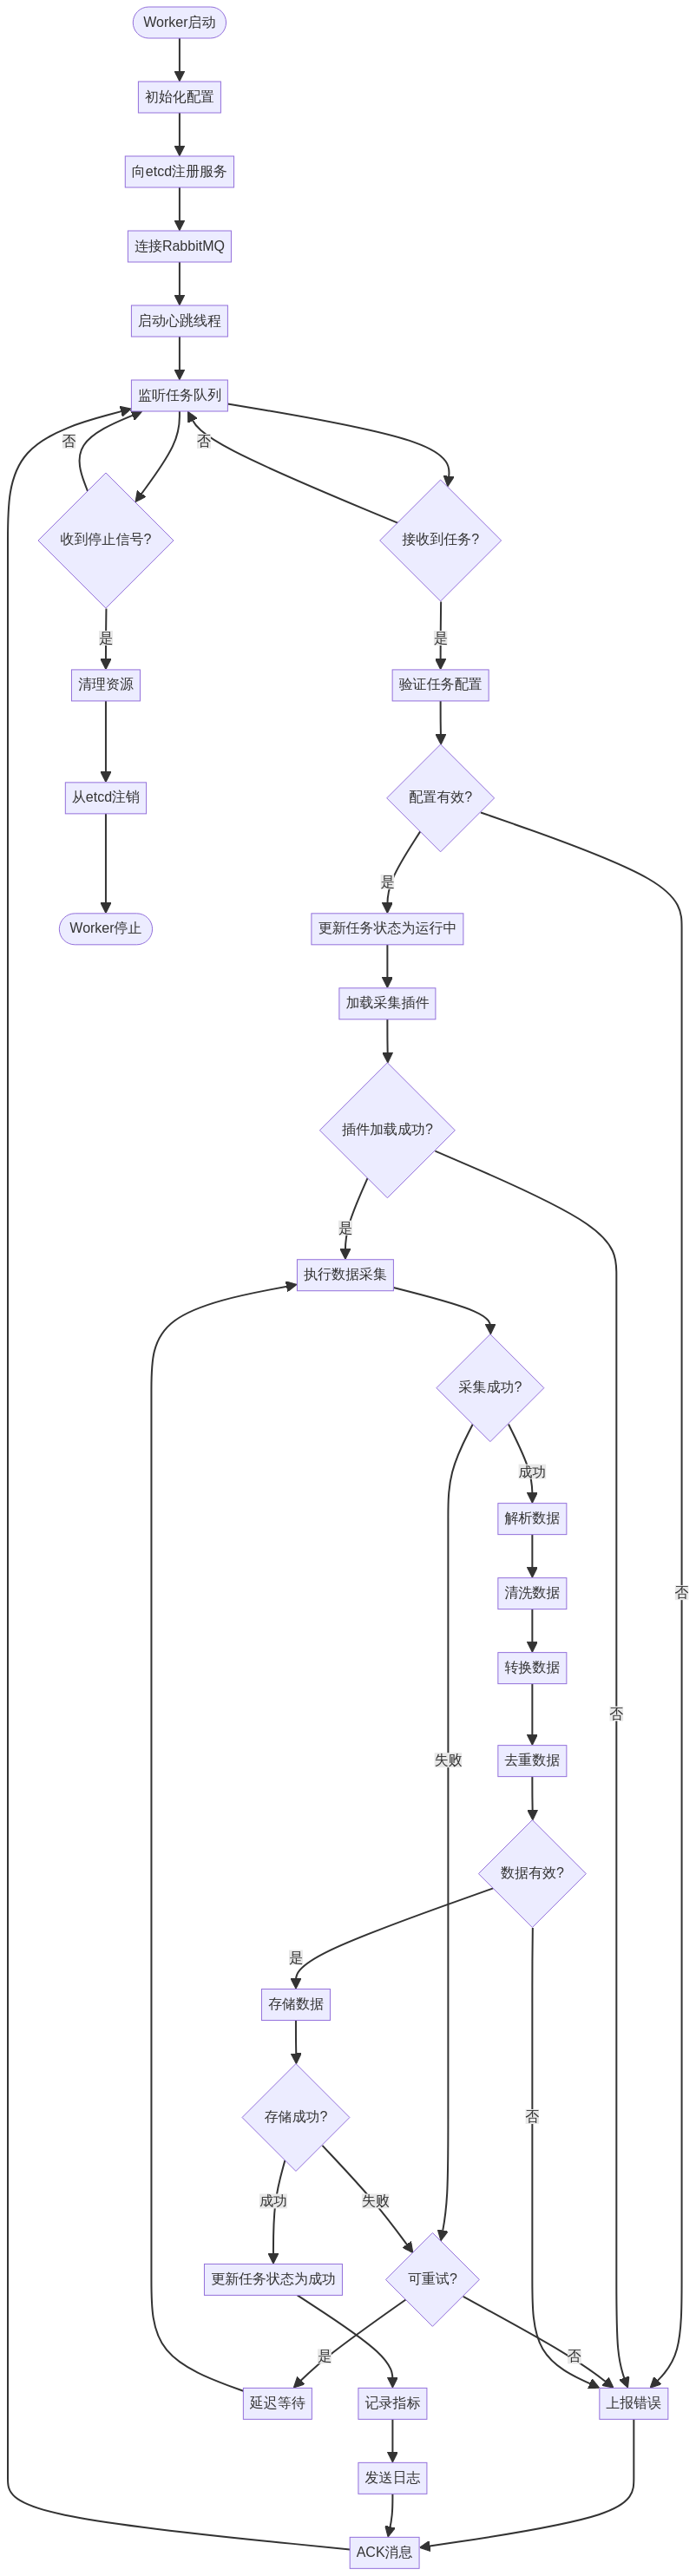 Worker启动
初始化配置
向etcd注册服务
连接RabbitMQ
启动心跳线程
监听任务队列
否
否
收到停止信号?
接收到任务?
是
是
清理资源
验证任务配置
从etcd注销
配置有效?
是
Worker停止
更新任务状态为运行中
加载采集插件
插件加载成功?
是
执行数据采集
采集成功?
成功
解析数据
清洗数据
否
转换数据
否
失败
去重数据
数据有效?
是
存储数据
存储成功?
否
成功
失败
更新任务状态为成功
可重试?
是
否
延迟等待
记录指标
上报错误
发送日志
ACK消息